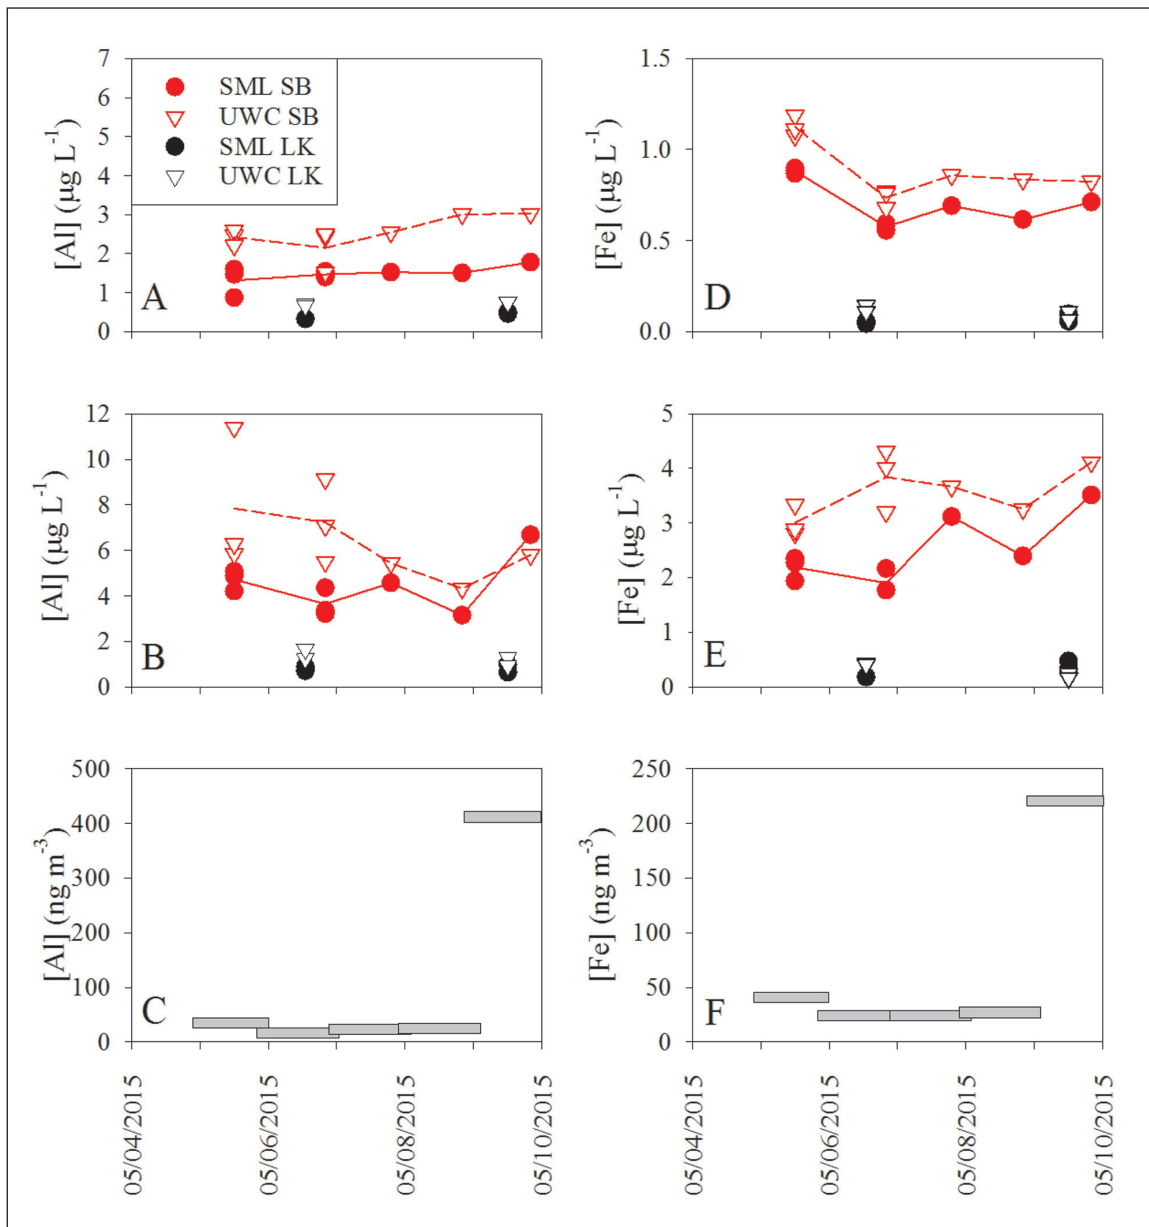 7
6
5
4
3
2
1
0
[Al] (µg L⁻¹)
SML SB
UWC SB
SML LK
UWC LK
A
1.5
1.0
0.5
0.0
[Fe] (µg L⁻¹)
D
12
10
8
6
4
2
0
[Al] (µg L⁻¹)
B
5
4
3
2
1
0
[Fe] (µg L⁻¹)
E
500
400
300
200
100
0
[Al] (ng m⁻³)
C
05/04/2015
05/06/2015
05/08/2015
05/10/2015
250
200
150
100
50
0
[Fe] (ng m⁻³)
F
05/04/2015
05/06/2015
05/08/2015
05/10/2015